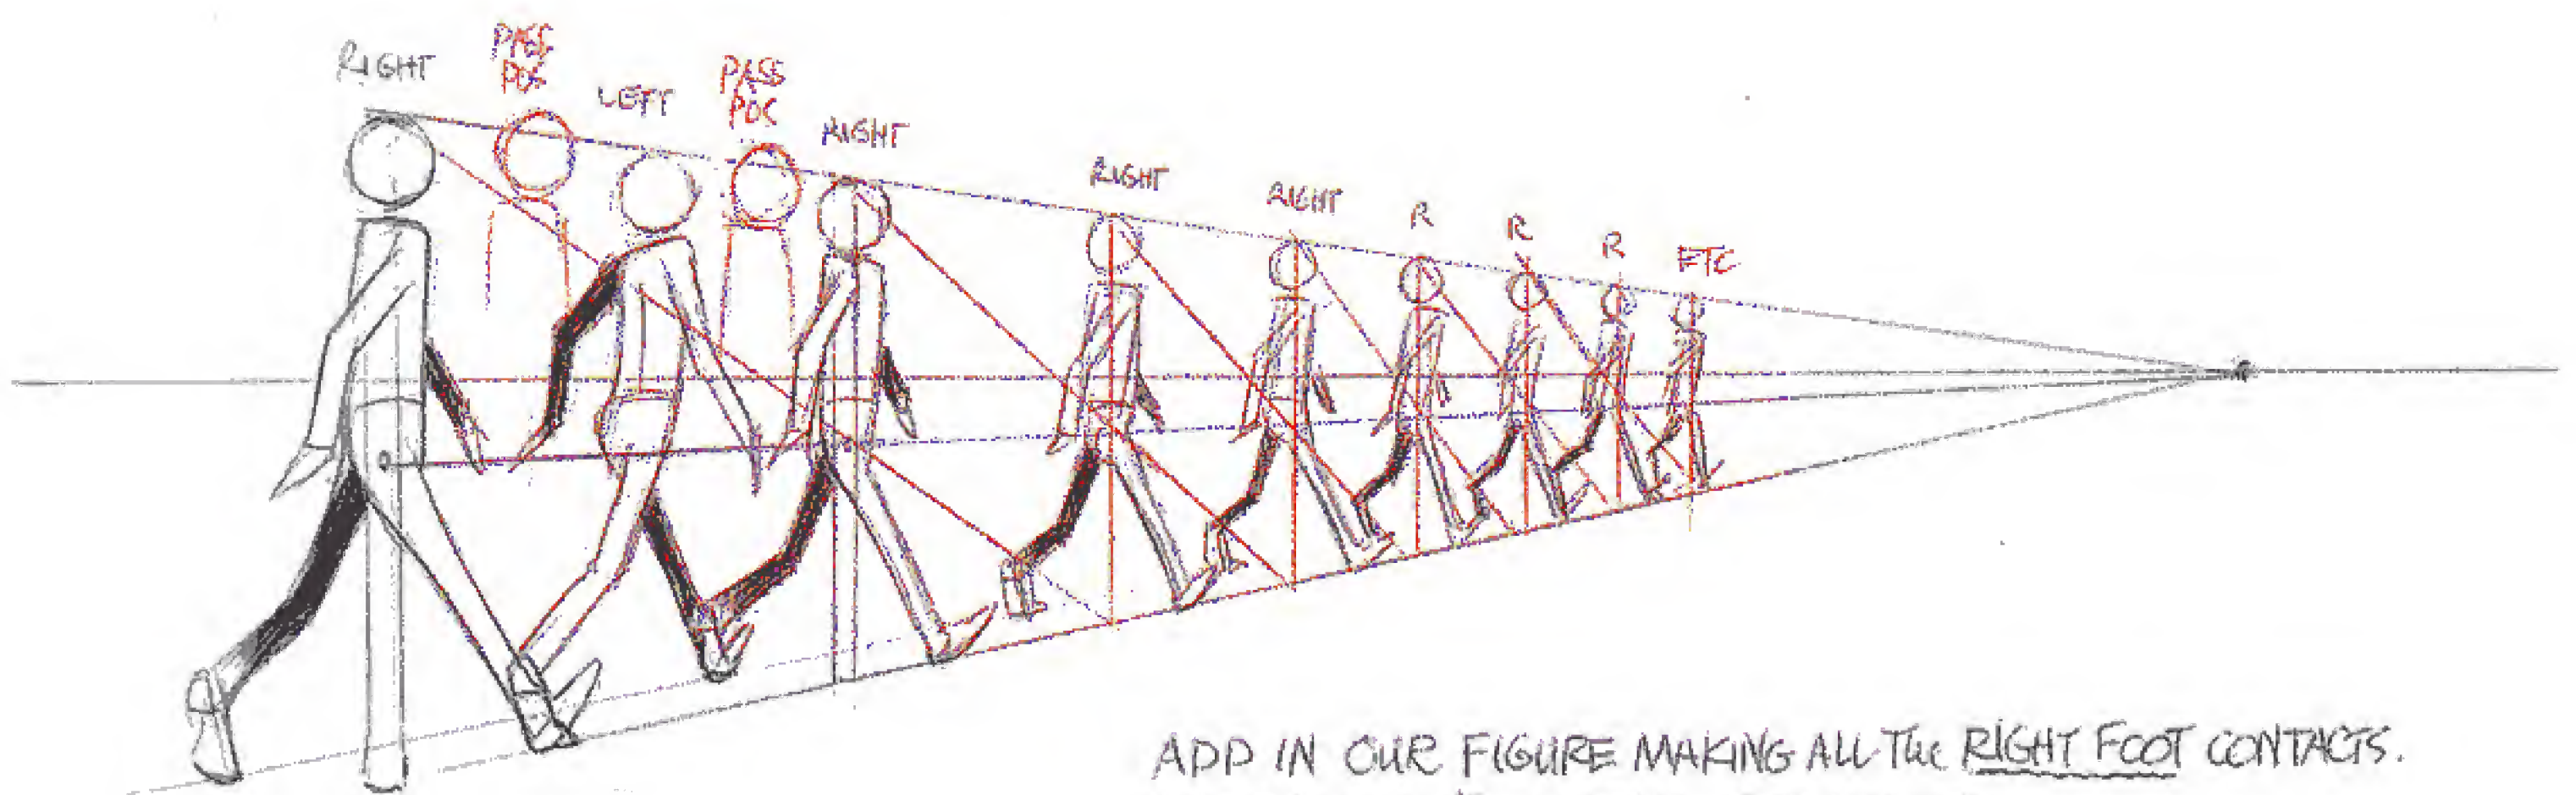 RIGHT
PASS
POS
LEFT
PASS
POS
RIGHT
RIGHT
RIGHT
R
R
R
ETC
ADD IN OUR FIGURE MAKING ALL THE RIGHT FOOT CONTACTS.